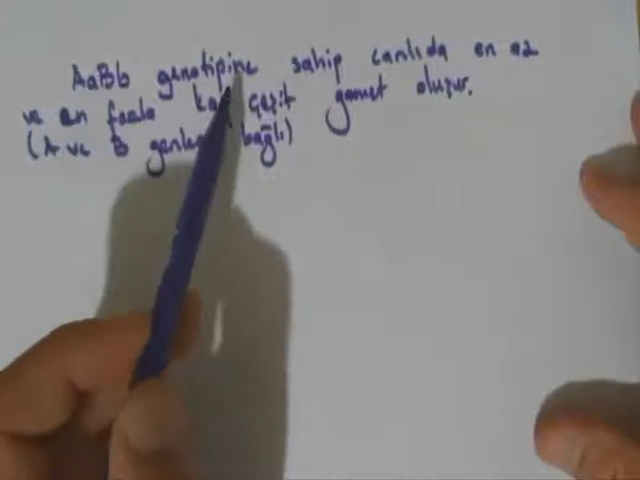 AaBb genotipine sahip canlıda en az
ve en fazla kaç çeşit gamet oluşur.
(A ve B genleri bağlı)